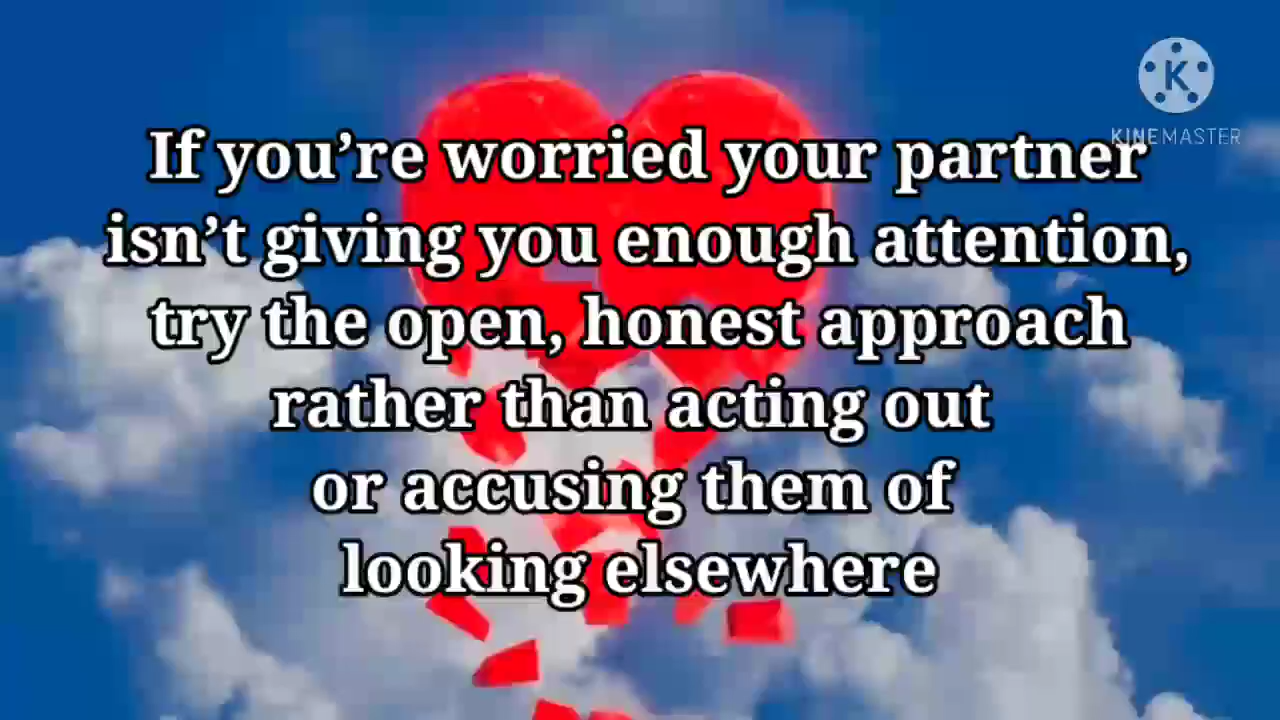 KINEMASTER
If you’re worried your partner
isn’t giving you enough attention,
try the open, honest approach
rather than acting out
or accusing them of
looking elsewhere